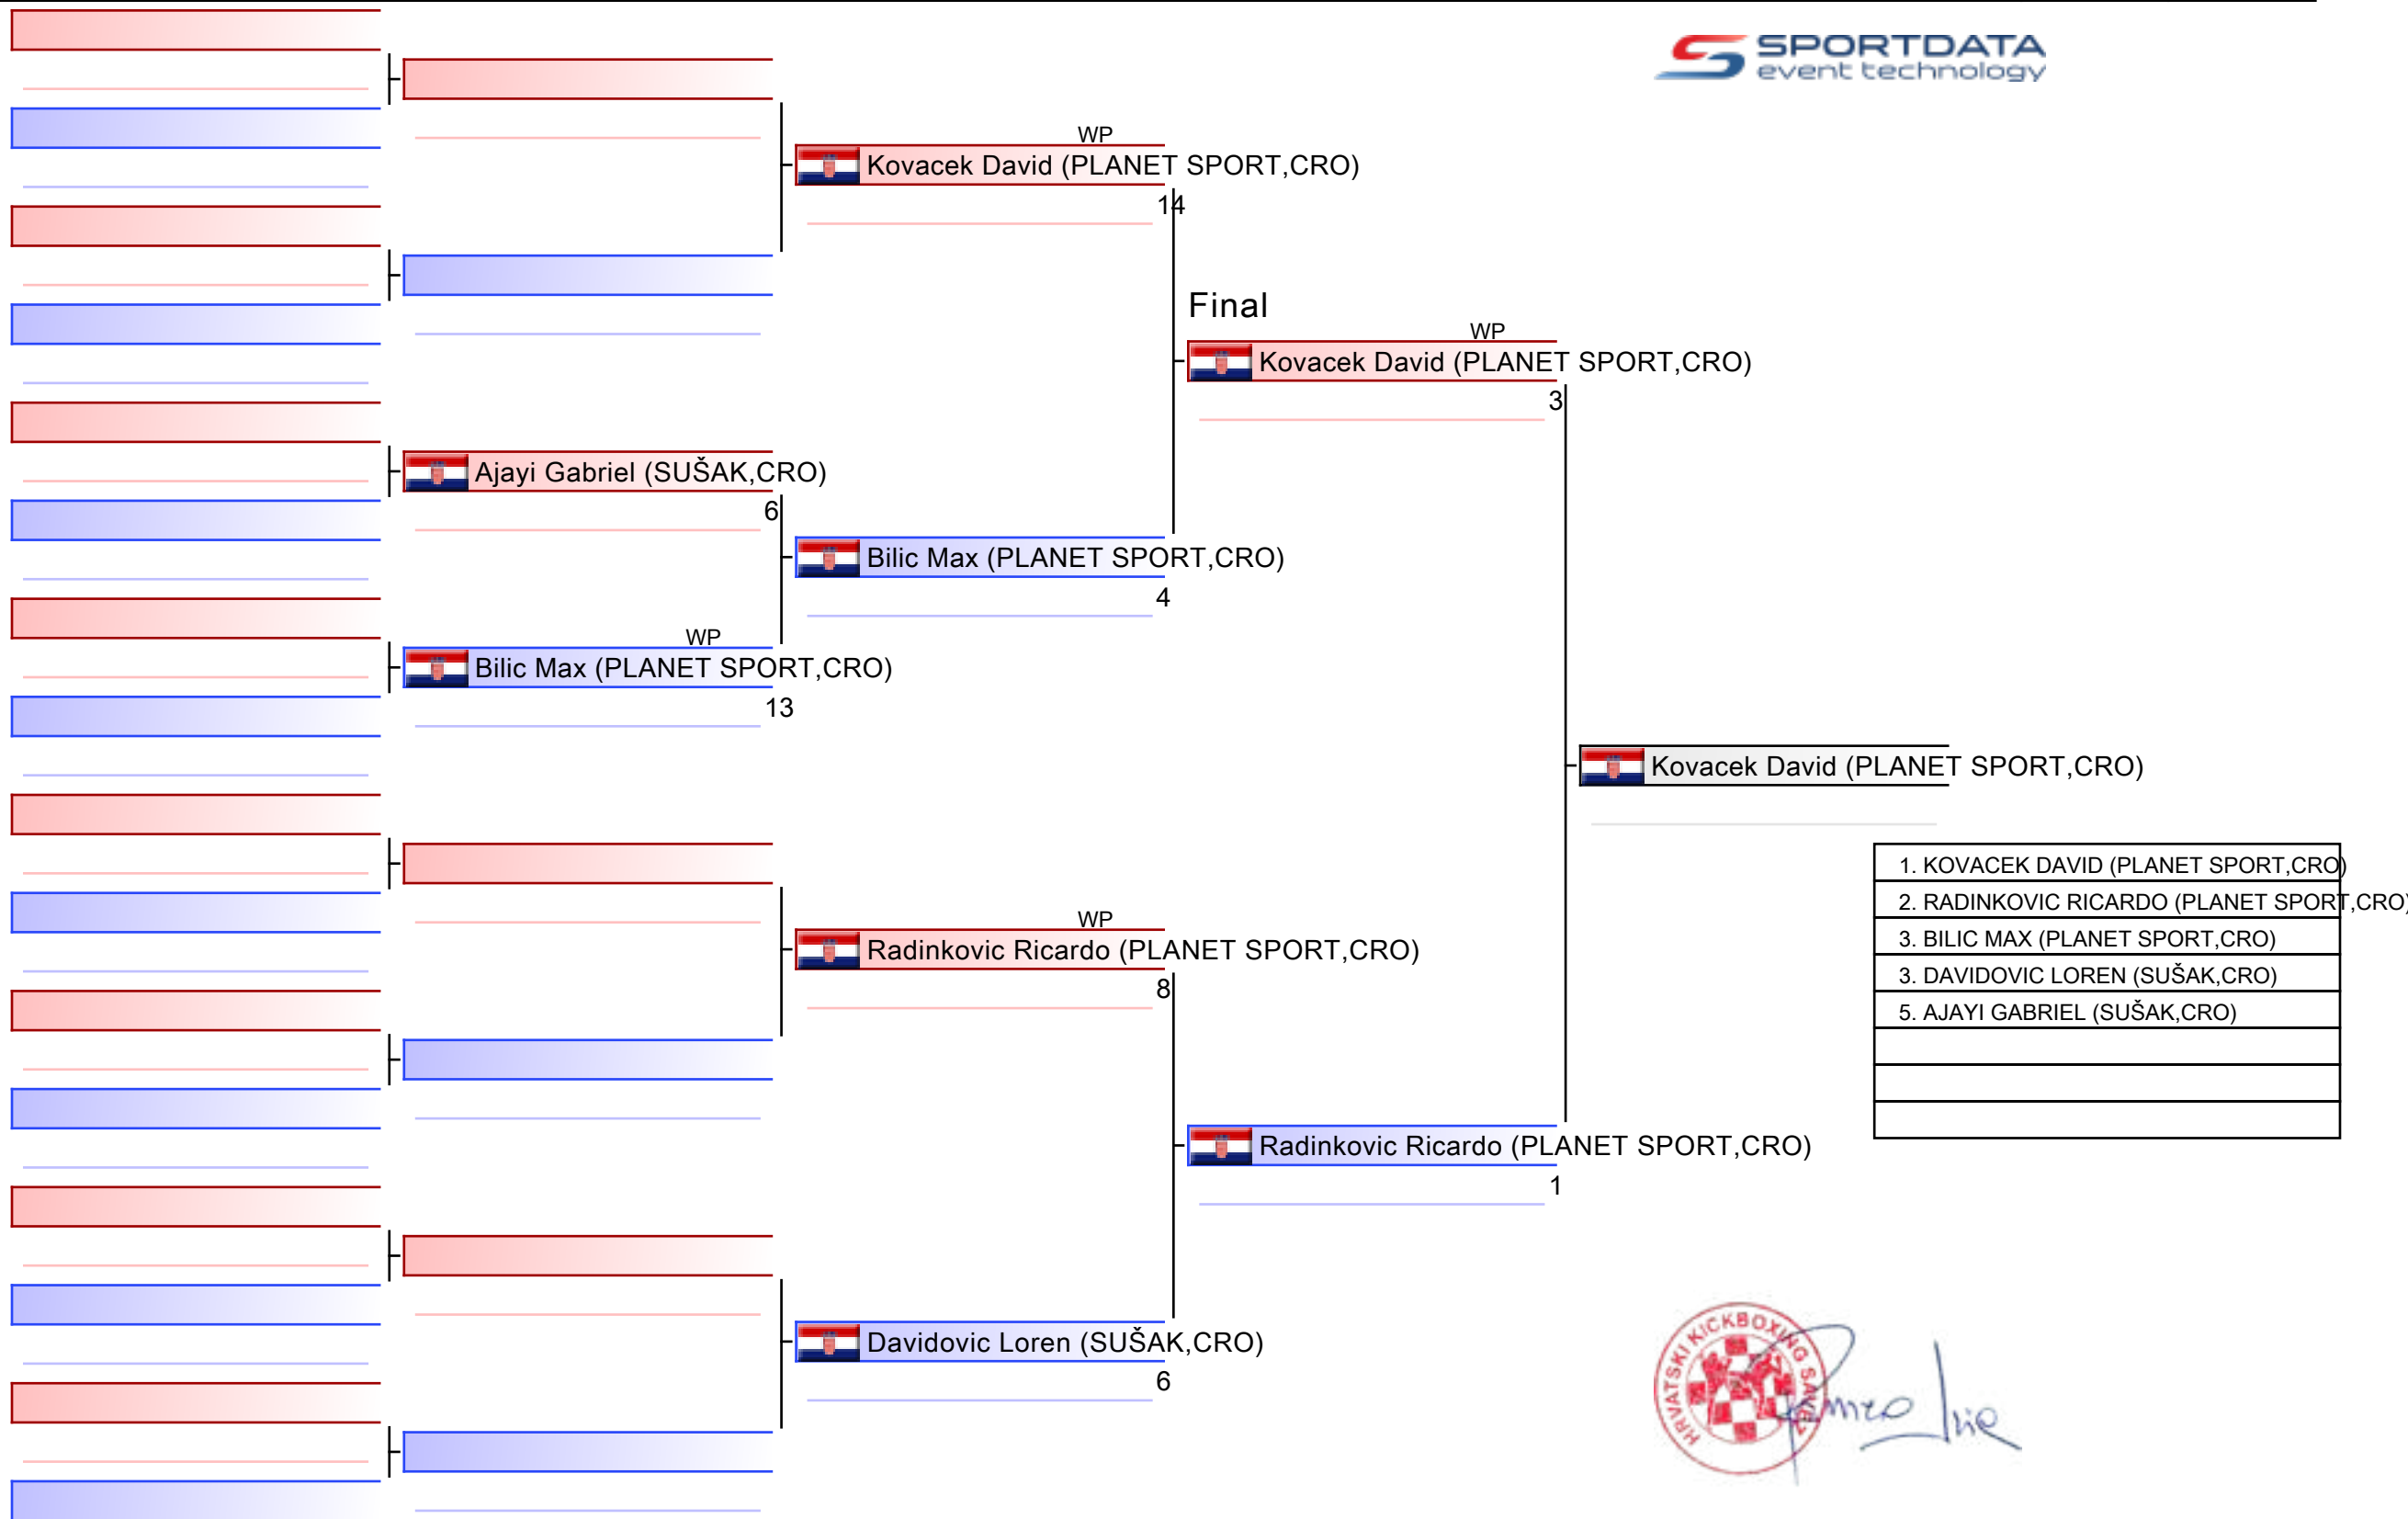 SPORTDATA
event technology
WP
Kovacek David (PLANET SPORT,CRO)
14
Final
WP
Kovacek David (PLANET SPORT,CRO)
3
Ajayi Gabriel (SUŠAK,CRO)
6
Bilic Max (PLANET SPORT,CRO)
4
WP
Bilic Max (PLANET SPORT,CRO)
13
Kovacek David (PLANET SPORT,CRO)
1. KOVACEK DAVID (PLANET SPORT,CRO)
2. RADINKOVIC RICARDO (PLANET SPORT,CRO)
3. BILIC MAX (PLANET SPORT,CRO)
3. DAVIDOVIC LOREN (SUŠAK,CRO)
5. AJAYI GABRIEL (SUŠAK,CRO)
WP
Radinkovic Ricardo (PLANET SPORT,CRO)
8
Radinkovic Ricardo (PLANET SPORT,CRO)
1
Davidovic Loren (SUŠAK,CRO)
6
HRVATSKI KICKBOXING SAVEZ